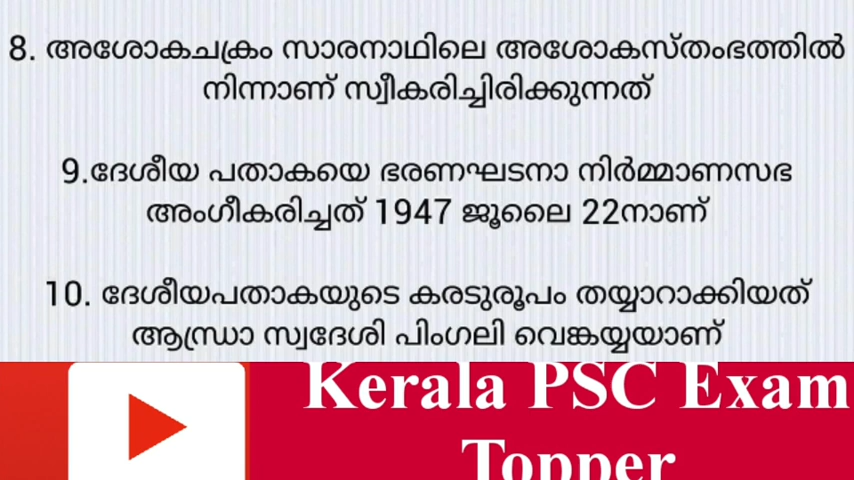 8. അശോകചക്രം സാരനാഥിലെ അശോകസ്തംഭത്തിൽ
നിന്നാണ് സ്വീകരിച്ചിരിക്കുന്നത്
9.ദേശീയ പതാകയെ ഭരണഘടനാ നിർമ്മാണസഭ
അംഗീകരിച്ചത് 1947 ജൂലൈ 22നാണ്
10. ദേശീയപതാകയുടെ കരടുരൂപം തയ്യാറാക്കിയത്
ആന്ധ്രാ സ്വദേശി പിംഗലി വെങ്കയ്യയാണ്
Kerala PSC Exam
Topper